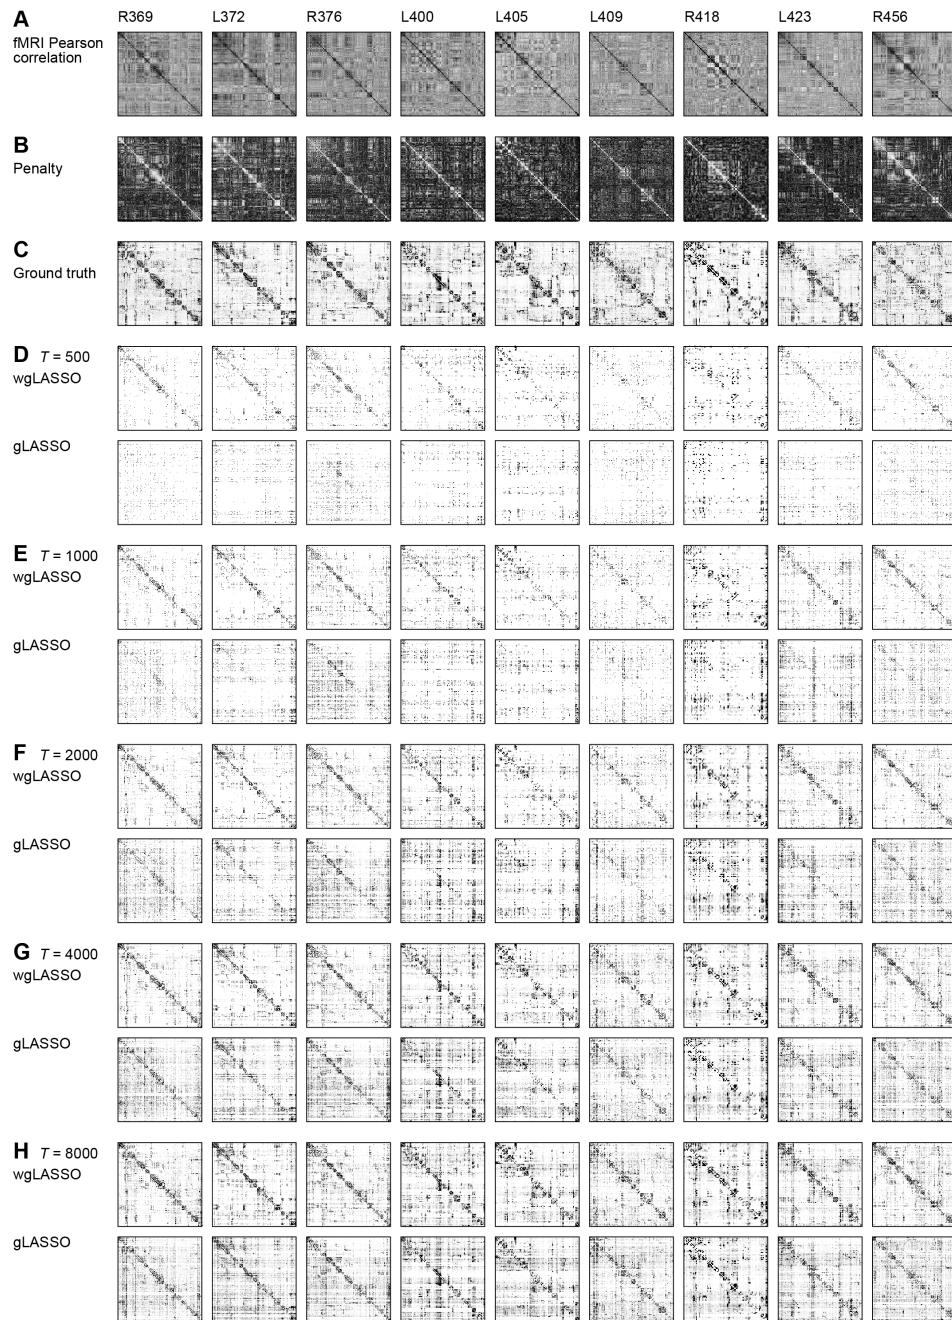 A R369 L372 R376 L400 L405 L409 R418 L423 R456
fMRI Pearson
correlation
B
Penalty
C
Ground truth
D T = 500
wgLASSO
gLASSO
E T = 1000
wgLASSO
gLASSO
F T = 2000
wgLASSO
gLASSO
G T = 4000
wgLASSO
gLASSO
H T = 8000
wgLASSO
gLASSO